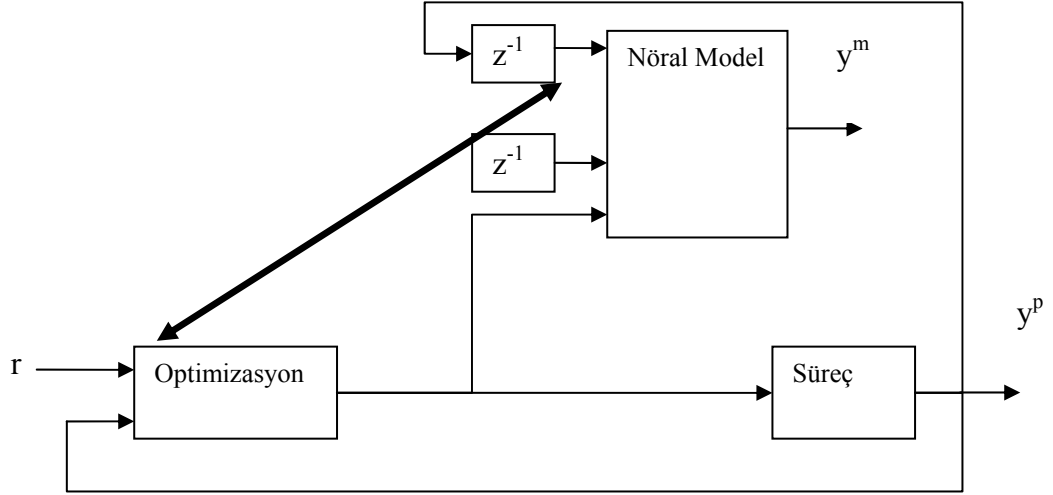 z⁻¹
Nöral Model
yᵐ
z⁻¹
yᵖ
r
Optimizasyon
Süreç